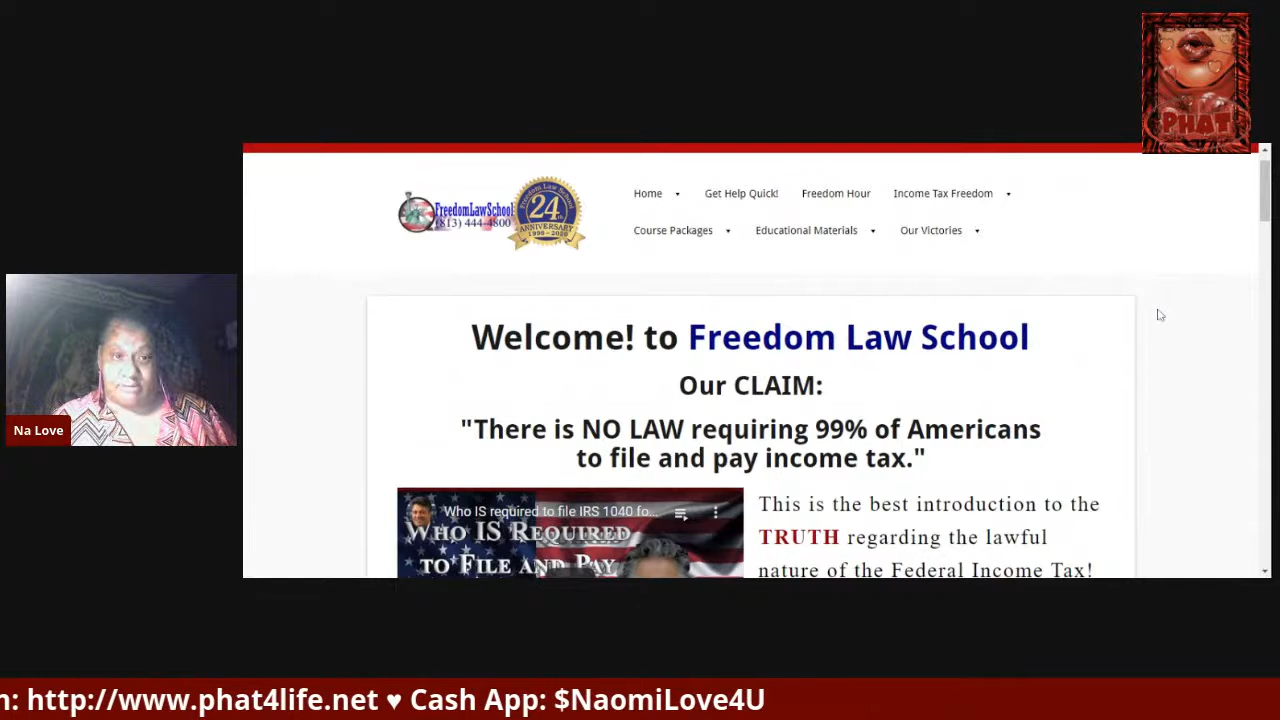 PHAT
FreedomLawSchool
(813) 444-4800
Freedom Law School
24th
ANNIVERSARY
Home
Get Help Quick!
Freedom Hour
Income Tax Freedom
Course Packages
Educational Materials
Our Victories
Welcome! to Freedom Law School
Our CLAIM:
"There is NO LAW requiring 99% of Americans
to file and pay income tax."
Who IS required to file IRS 1040 fo...
WHO IS REQUIRED
TO FILE AND PAY
This is the best introduction to the
TRUTH regarding the lawful
nature of the Federal Income Tax!
Na Love
n: http://www.phat4life.net ♥ Cash App: $NaomiLove4U